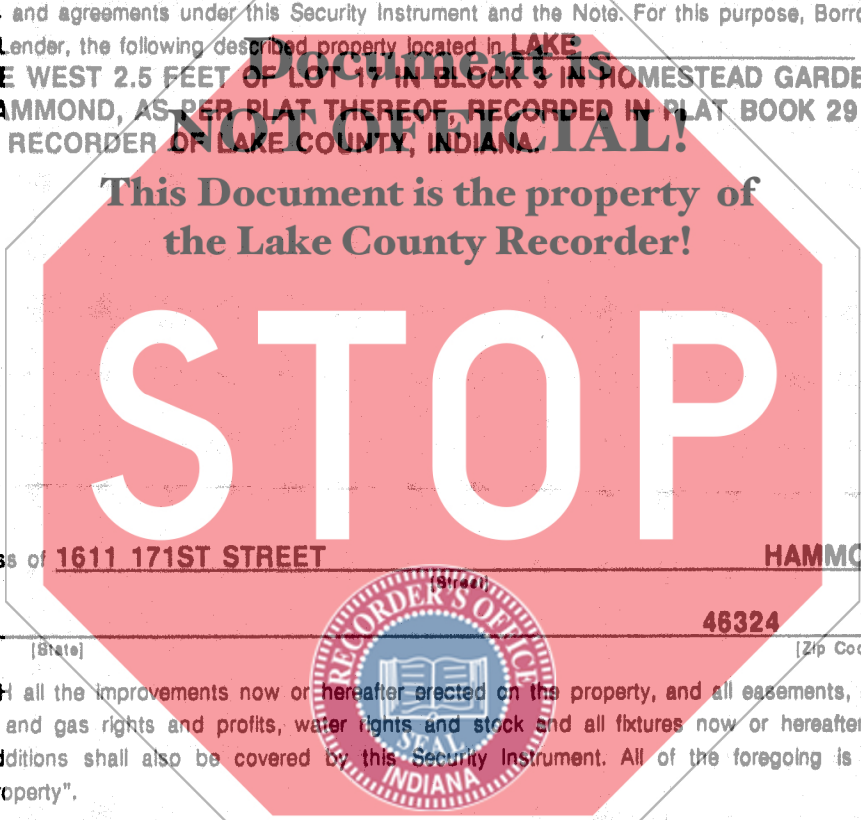 and agreements under this Security Instrument and the Note. For this purpose, Borr
ender, the following described property located in LAKE
Document is
E WEST 2.5 FEET OF LOT 17 IN BLOCK 3 IN HOMESTEAD GARDE
AMMOND, AS PER PLAT THEREOF, RECORDED IN PLAT BOOK 29
NOT OFFICIAL!
RECORDER OF LAKE COUNTY, INDIANA.
This Document is the property of
the Lake County Recorder!
STOP
ss of 1611 171ST STREET HAMMO
[Street]
46324
[State] [Zip Cod
H all the improvements now or hereafter erected on the property, and all easements,
and gas rights and profits, water rights and stock and all fixtures now or hereafter
dditions shall also be covered by this Security Instrument. All of the foregoing is
operty".
RECORDER'S OFFICE
SEAL
INDIANA